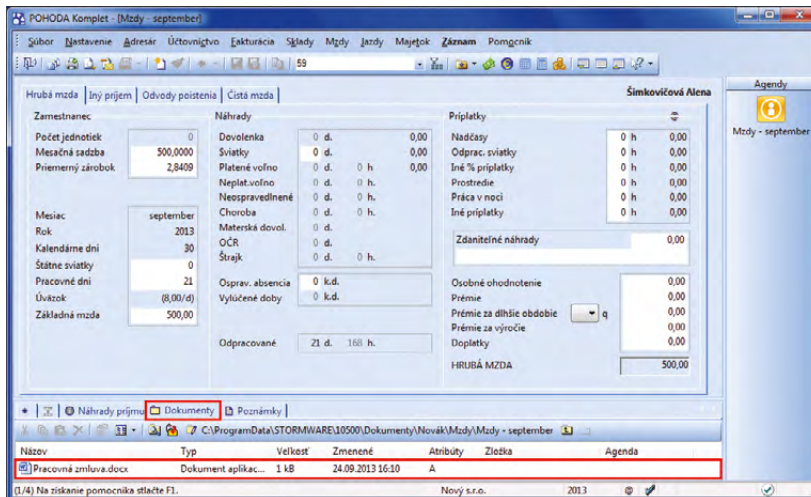 POHODA Komplet - [Mzdy - september]
Súbor Nastavenie Adresár Účtovníctvo Fakturácia Sklady Mzdy Jazdy Majetok Záznam Pomocník
59
Hrubá mzda Iný príjem Odvody poistenia Čistá mzda Šimkovičová Alena
Agendy
Mzdy - september
Zamestnanec
Počet jednotiek 0
Mesačná sadzba 500,0000
Priemerný zárobok 2,8409
Mesiac september
Rok 2013
Kalendárne dni 30
Štátne sviatky 0
Pracovné dni 21
Úväzok (8,00/d)
Základná mzda 500,00
Náhrady
Dovolenka 0 d. 0,00
Sviatky 0 d. 0,00
Platené voľno 0 d. 0 h 0,00
Neplat.voľno 0 d. 0 h.
Neospravedlnené 0 d. 0 h.
Choroba 0 d. 0 h.
Materská dovol. 0 d.
OČR 0 d.
Štrajk 0 d. 0 h.
Osprav. absencia 0 k.d.
Vylúčené doby 0 k.d.
Odpracované 21 d. 168 h.
Príplatky
Nadčasy 0 h 0,00
Odprac. sviatky 0 h 0,00
Iné % príplatky 0 h 0,00
Prostredie 0 h 0,00
Práca v noci 0 h 0,00
Iné príplatky 0 h 0,00
Zdaniteľné náhrady 0,00
Osobné ohodnotenie 0,00
Prémie 0,00
Prémie za dlhšie obdobie q 0,00
Prémie za výročie 0,00
Doplatky 0,00
HRUBÁ MZDA 500,00
Náhrady príjmu Dokumenty Poznámky
C:\ProgramData\STORMWARE\10500\Dokumenty\Novák\Mzdy\Mzdy - september
Názov Typ Veľkosť Zmenené Atribúty Zložka Agenda
Pracovná zmluva.docx Dokument aplikac... 1 kB 24.09.2013 16:10 A
(1/4) Na získanie pomocníka stlačte F1. Nový s.r.o. 2013